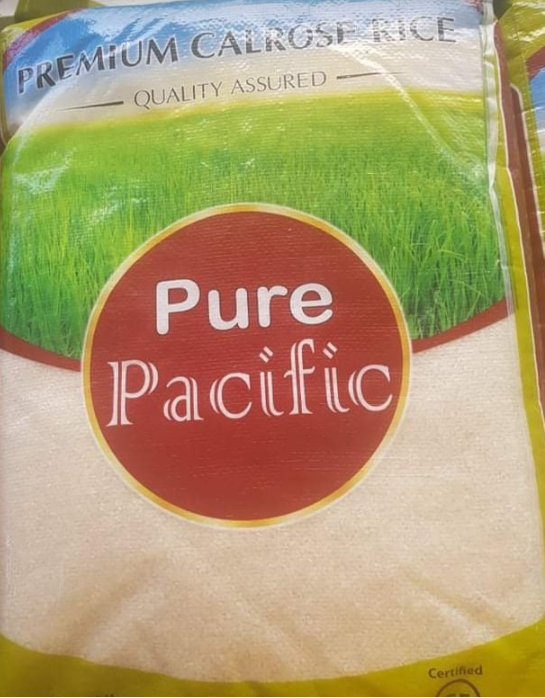 PREMIUM CALROSE RICE
QUALITY ASSURED
Pure
Pacific
Certified